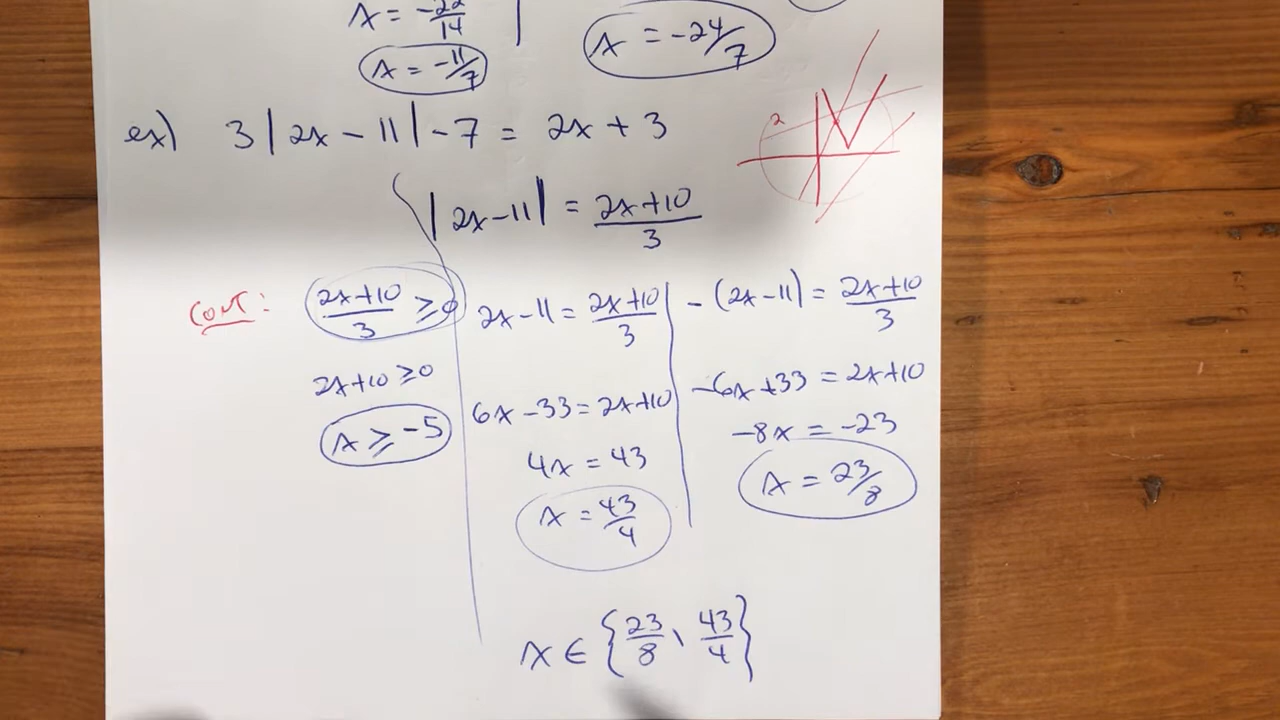 x = -22/14
x = -11/7
x = -24/7
ex) 3|2x - 11| - 7 = 2x + 3
2
|2x-11| = (2x+10)/3
cont:
(2x+10)/3 ≥ 0
2x+10 ≥ 0
x ≥ -5
2x-11 = (2x+10)/3
6x-33 = 2x+10
4x = 43
x = 43/4
-(2x-11) = (2x+10)/3
-6x+33 = 2x+10
-8x = -23
x = 23/8
x ∈ {23/8, 43/4}